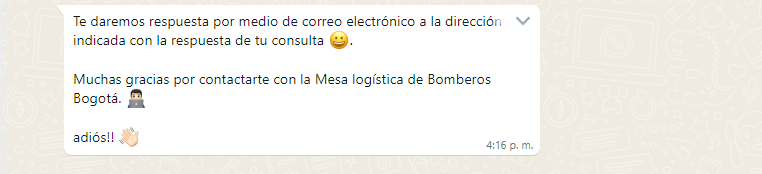 Te daremos respuesta por medio de correo electrónico a la dirección
indicada con la respuesta de tu consulta 😀.
Muchas gracias por contactarte con la Mesa logística de Bomberos
Bogotá. 👨🏻‍💻
adiós!! 👋🏻
4:16 p. m.